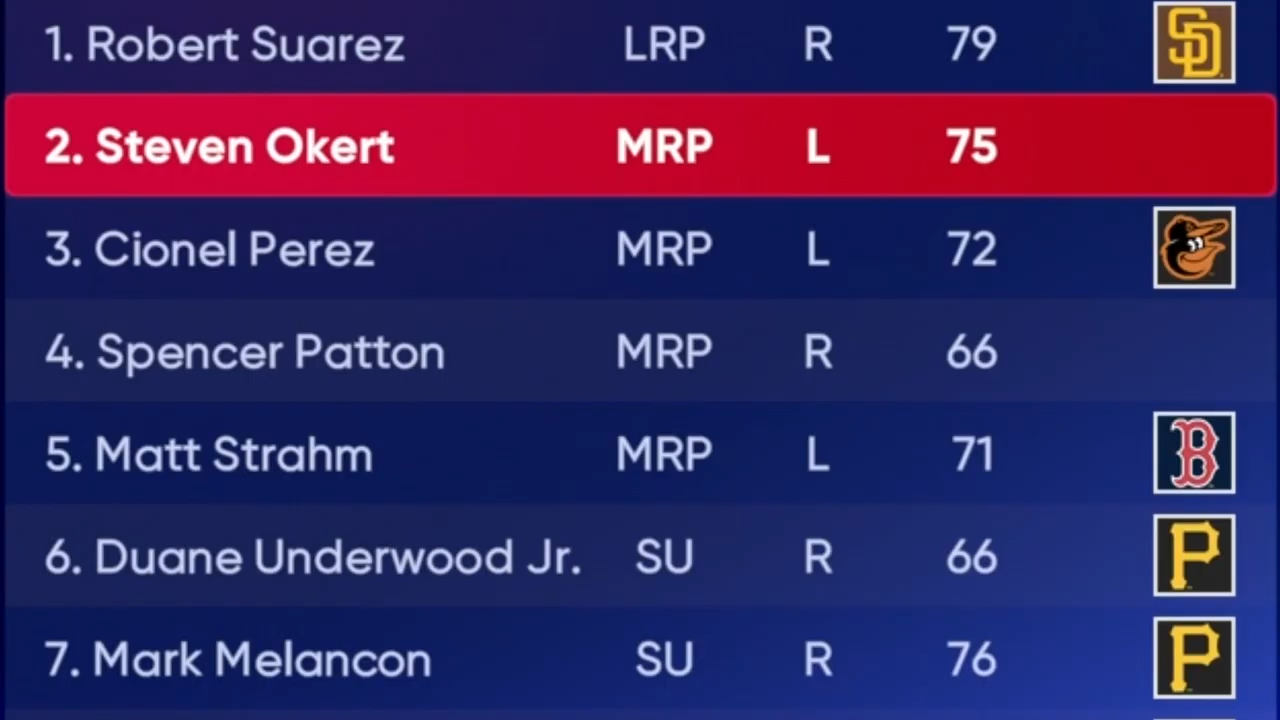 1. Robert Suarez LRP R 79 SD
2. Steven Okert MRP L 75
3. Cionel Perez MRP L 72
4. Spencer Patton MRP R 66
5. Matt Strahm MRP L 71 B
6. Duane Underwood Jr. SU R 66 P
7. Mark Melancon SU R 76 P